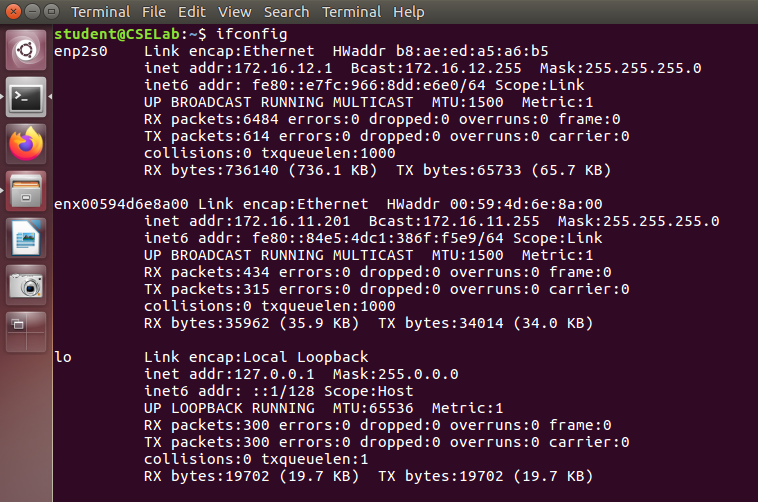 Terminal File Edit View Search Terminal Help
student@CSELab:~$ ifconfig
enp2s0    Link encap:Ethernet  HWaddr b8:ae:ed:a5:a6:b5
          inet addr:172.16.12.1  Bcast:172.16.12.255  Mask:255.255.255.0
          inet6 addr: fe80::e7fc:966:8dd:e6e0/64 Scope:Link
          UP BROADCAST RUNNING MULTICAST  MTU:1500  Metric:1
          RX packets:6484 errors:0 dropped:0 overruns:0 frame:0
          TX packets:614 errors:0 dropped:0 overruns:0 carrier:0
          collisions:0 txqueuelen:1000
          RX bytes:736140 (736.1 KB)  TX bytes:65733 (65.7 KB)

enx00594d6e8a00 Link encap:Ethernet  HWaddr 00:59:4d:6e:8a:00
          inet addr:172.16.11.201  Bcast:172.16.11.255  Mask:255.255.255.0
          inet6 addr: fe80::84e5:4dc1:386f:f5e9/64 Scope:Link
          UP BROADCAST RUNNING MULTICAST  MTU:1500  Metric:1
          RX packets:434 errors:0 dropped:0 overruns:0 frame:0
          TX packets:315 errors:0 dropped:0 overruns:0 carrier:0
          collisions:0 txqueuelen:1000
          RX bytes:35962 (35.9 KB)  TX bytes:34014 (34.0 KB)

lo        Link encap:Local Loopback
          inet addr:127.0.0.1  Mask:255.0.0.0
          inet6 addr: ::1/128 Scope:Host
          UP LOOPBACK RUNNING  MTU:65536  Metric:1
          RX packets:300 errors:0 dropped:0 overruns:0 frame:0
          TX packets:300 errors:0 dropped:0 overruns:0 carrier:0
          collisions:0 txqueuelen:1
          RX bytes:19702 (19.7 KB)  TX bytes:19702 (19.7 KB)